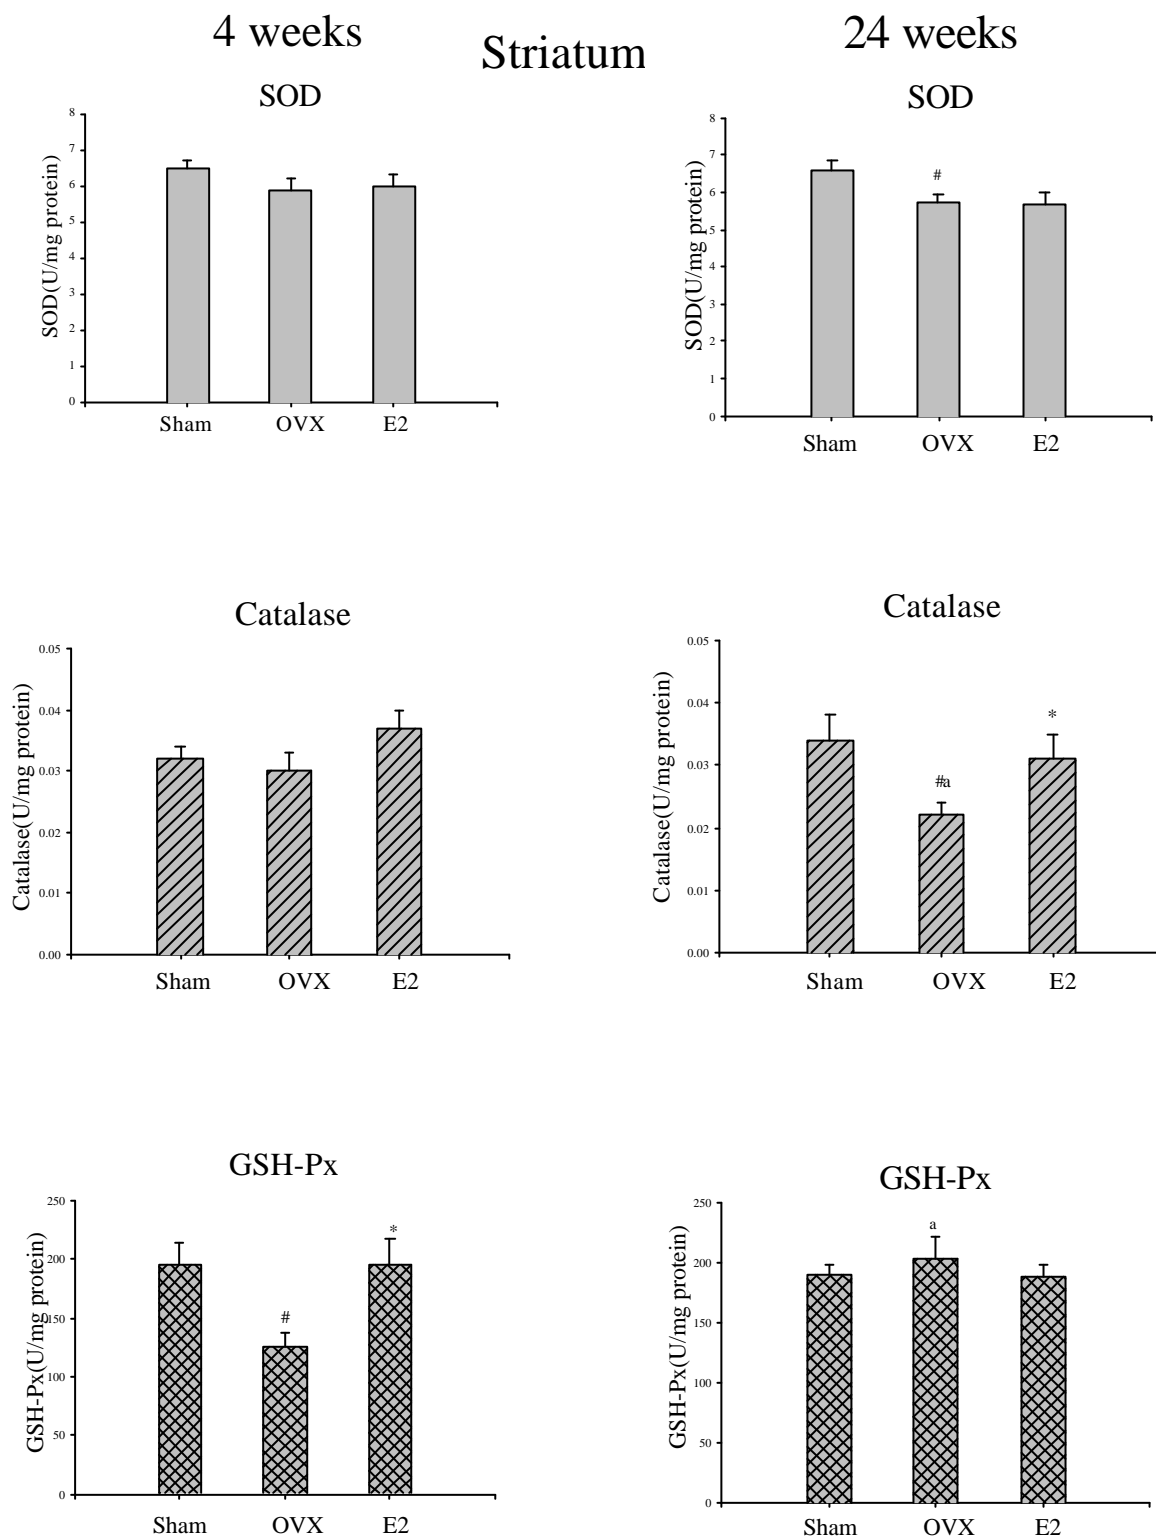 4 weeks
Striatum
24 weeks
SOD
SOD(U/mg protein)
8
7
6
5
4
3
2
1
0
Sham OVX E2
SOD
SOD(U/mg protein)
8
7
6
5
4
3
2
1
0
#
Sham OVX E2
Catalase
Catalase(U/mg protein)
0.05
0.04
0.03
0.02
0.01
0.00
Sham OVX E2
Catalase
Catalase(U/mg protein)
0.05
0.04
0.03
0.02
0.01
0.00
#a
*
Sham OVX E2
GSH-Px
GSH-Px(U/mg protein)
250
200
150
100
50
0
#
*
Sham OVX E2
GSH-Px
GSH-Px(U/mg protein)
250
200
150
100
50
0
a
Sham OVX E2